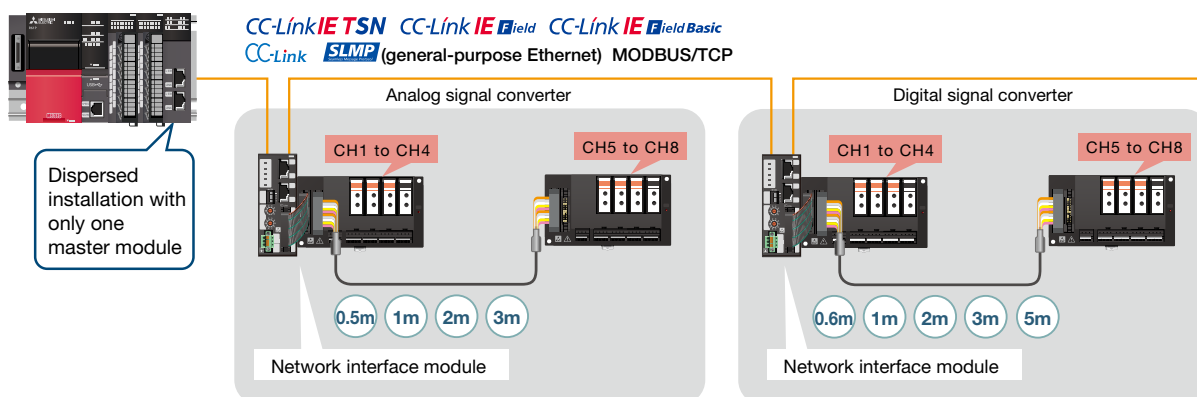 CC-Link IE TSN CC-Link IE Field CC-Link IE Field Basic
CC-Link SLMP (general-purpose Ethernet) MODBUS/TCP
Analog signal converter
Digital signal converter
CH1 to CH4
CH5 to CH8
CH1 to CH4
CH5 to CH8
Dispersed
installation with
only one
master module
0.5m 1m 2m 3m
0.6m 1m 2m 3m 5m
Network interface module
Network interface module